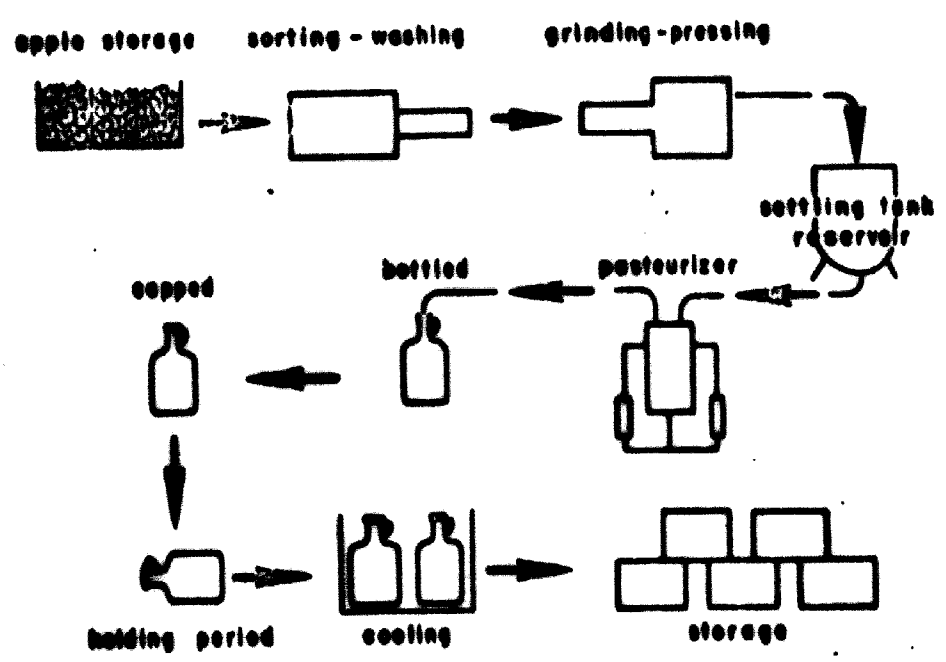 apple storage
sorting-washing
grinding-pressing
settling tank
reservoir
pasteurizer
bottled
capped
holding period
cooling
storage